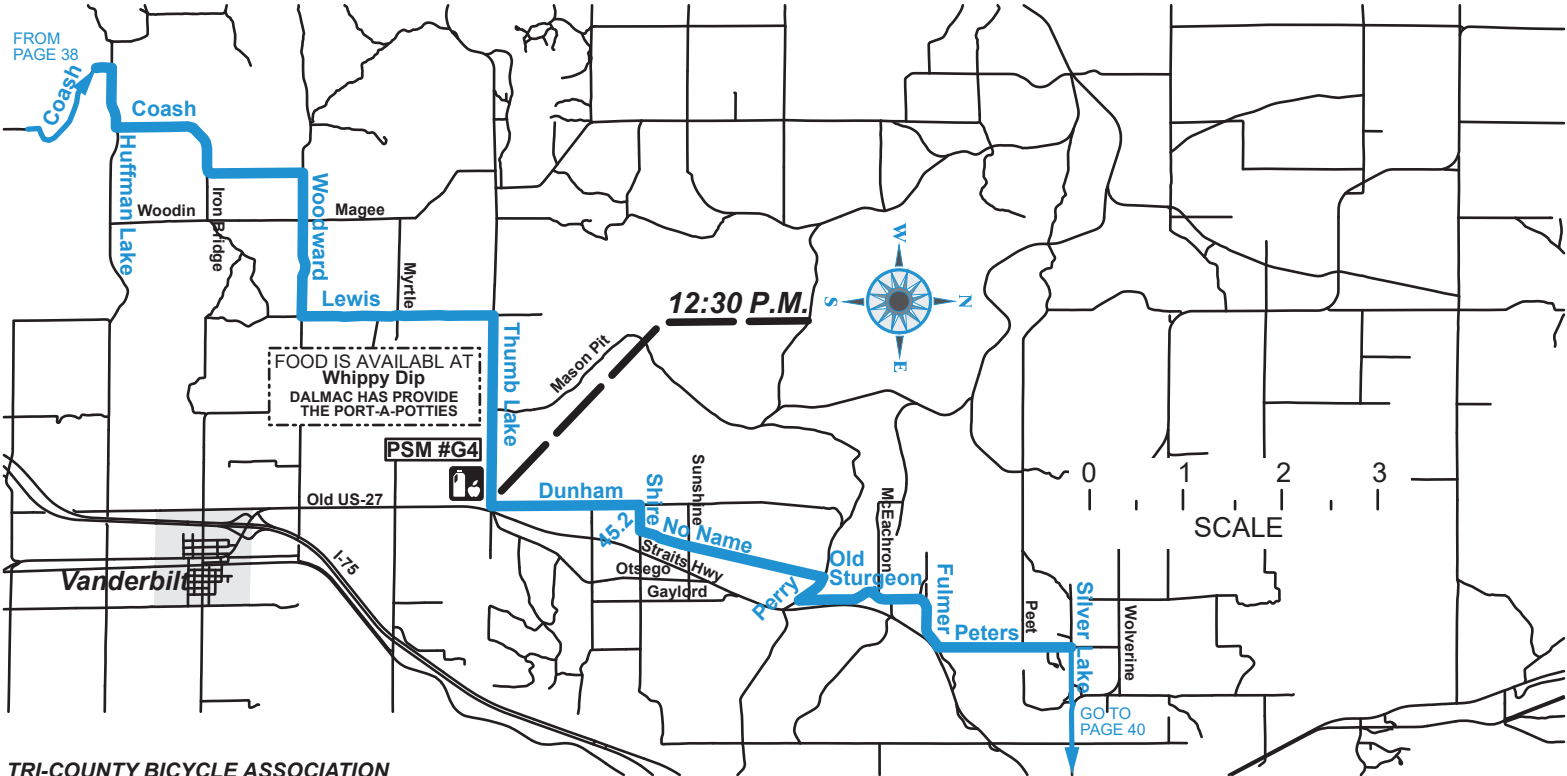 FROM
PAGE 38
Coash
Coash
Huffman Lake
Woodin
Iron Bridge
Woodward
Magee
Myrtle
Lewis
W
S
N
E
12:30 P.M.
Mason Pit
Thumb Lake
FOOD IS AVAILABL AT
Whippy Dip
DALMAC HAS PROVIDE
THE PORT-A-POTTIES
PSM #G4
Old US-27
Dunham
Shire
Sunshine
45.2
No Name
Straits Hwy
Otsego
Gaylord
McEachron
Old
Sturgeon
Perry
Fulmer
Peters
Peet
Silver Lake
Wolverine
0 1 2 3
SCALE
I-75
Vanderbilt
GO TO
PAGE 40
TRI-COUNTY BICYCLE ASSOCIATION